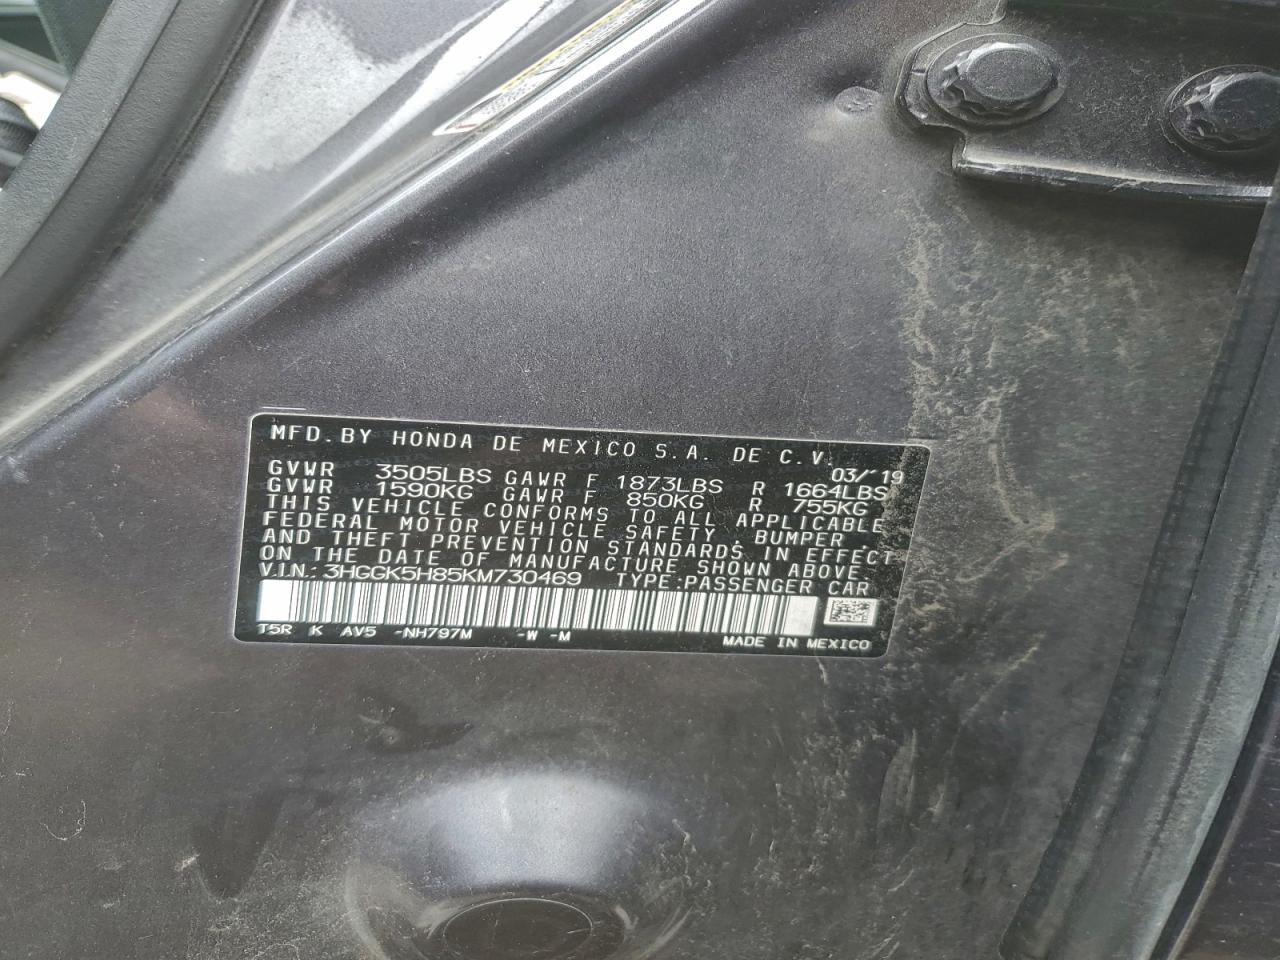 MFD. BY HONDA DE MEXICO S.A. DE C.V.
03/'19
GVWR 3505LBS GAWR F 1873LBS R 1664LBS
GVWR 1590KG GAWR F 850KG R 755KG
THIS VEHICLE CONFORMS TO ALL APPLICABLE
FEDERAL MOTOR VEHICLE SAFETY, BUMPER,
AND THEFT PREVENTION STANDARDS IN EFFECT
ON THE DATE OF MANUFACTURE SHOWN ABOVE.
V.I.N.: 3HGGK5H85KM730469 TYPE:PASSENGER CAR
T5R K AV5 -NH797M -W -M MADE IN MEXICO